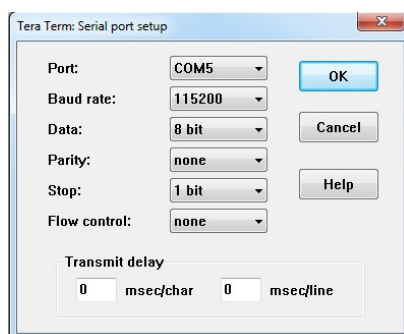 Tera Term: Serial port setup
Port: COM5 OK
Baud rate: 115200
Data: 8 bit Cancel
Parity: none
Stop: 1 bit Help
Flow control: none
Transmit delay
0 msec/char 0 msec/line